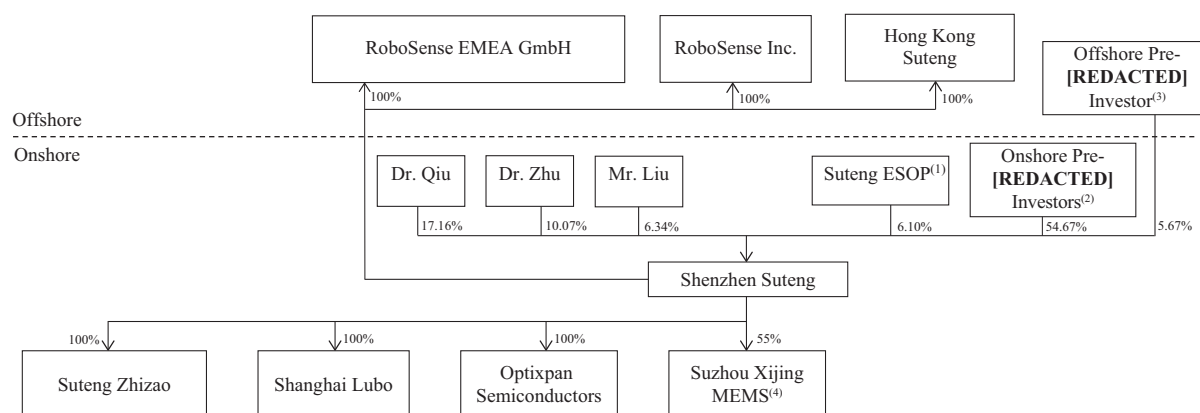 RoboSense EMEA GmbH
RoboSense Inc.
Hong Kong
Suteng
Offshore Pre-
[REDACTED]
Investor(3)
100%
100%
100%
Offshore
Onshore
Dr. Qiu
Dr. Zhu
Mr. Liu
Suteng ESOP(1)
Onshore Pre-
[REDACTED]
Investors(2)
17.16%
10.07%
6.34%
6.10%
54.67%
5.67%
Shenzhen Suteng
100%
100%
100%
55%
Suteng Zhizao
Shanghai Lubo
Optixpan
Semiconductors
Suzhou Xijing
MEMS(4)